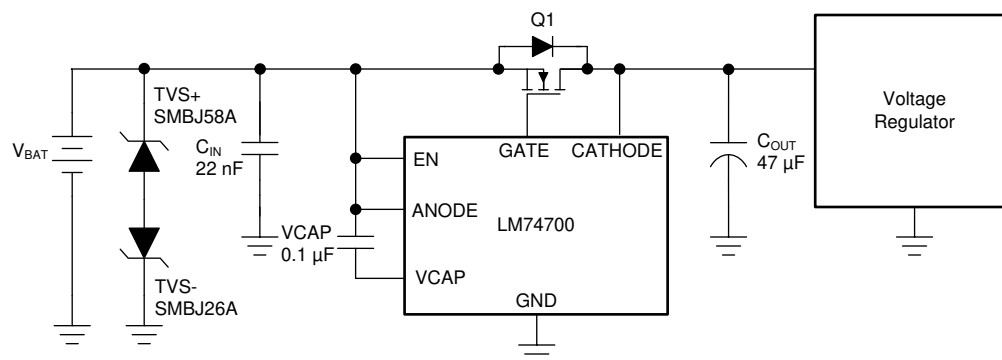 Q1
TVS+
SMBJ58A
V_BAT
C_IN
22 nF
EN
GATE
CATHODE
ANODE
LM74700
VCAP
0.1 µF
VCAP
GND
C_OUT
47 µF
Voltage
Regulator
TVS-
SMBJ26A